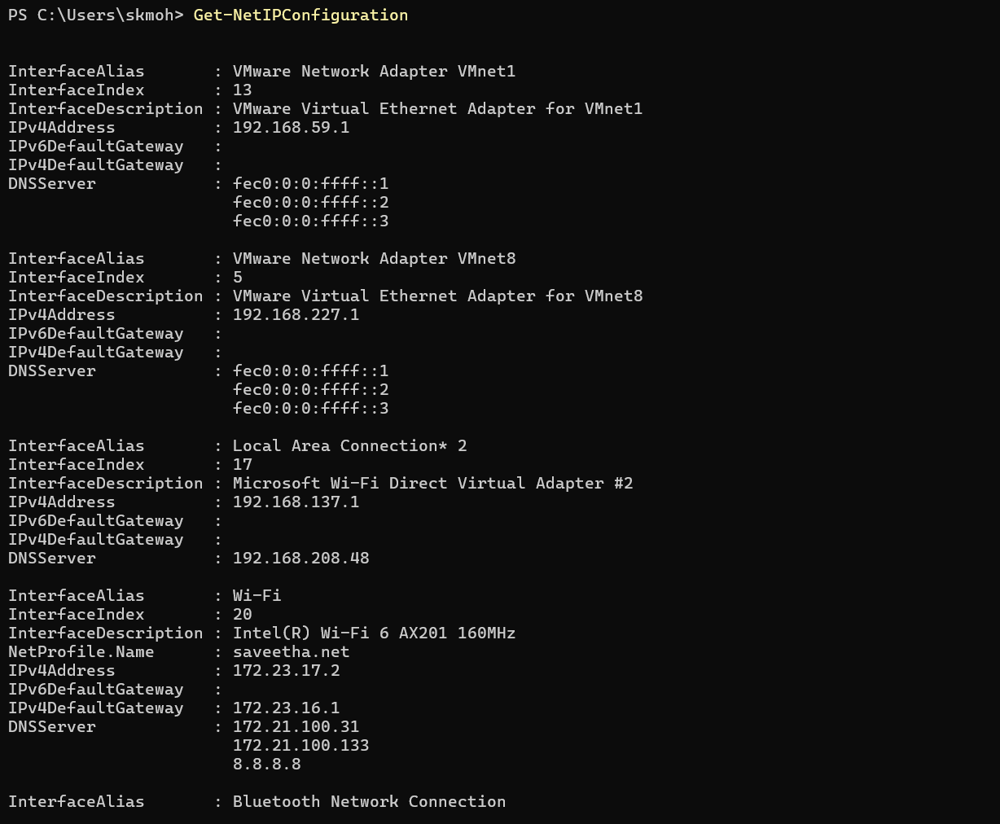 PS C:\Users\skmoh> Get-NetIPConfiguration
InterfaceAlias : VMware Network Adapter VMnet1
InterfaceIndex : 13
InterfaceDescription : VMware Virtual Ethernet Adapter for VMnet1
IPv4Address : 192.168.59.1
IPv6DefaultGateway :
IPv4DefaultGateway :
DNSServer : fec0:0:0:ffff::1
fec0:0:0:ffff::2
fec0:0:0:ffff::3
InterfaceAlias : VMware Network Adapter VMnet8
InterfaceIndex : 5
InterfaceDescription : VMware Virtual Ethernet Adapter for VMnet8
IPv4Address : 192.168.227.1
IPv6DefaultGateway :
IPv4DefaultGateway :
DNSServer : fec0:0:0:ffff::1
fec0:0:0:ffff::2
fec0:0:0:ffff::3
InterfaceAlias : Local Area Connection* 2
InterfaceIndex : 17
InterfaceDescription : Microsoft Wi-Fi Direct Virtual Adapter #2
IPv4Address : 192.168.137.1
IPv6DefaultGateway :
IPv4DefaultGateway :
DNSServer : 192.168.208.48
InterfaceAlias : Wi-Fi
InterfaceIndex : 20
InterfaceDescription : Intel(R) Wi-Fi 6 AX201 160MHz
NetProfile.Name : saveetha.net
IPv4Address : 172.23.17.2
IPv6DefaultGateway :
IPv4DefaultGateway : 172.23.16.1
DNSServer : 172.21.100.31
172.21.100.133
8.8.8.8
InterfaceAlias : Bluetooth Network Connection